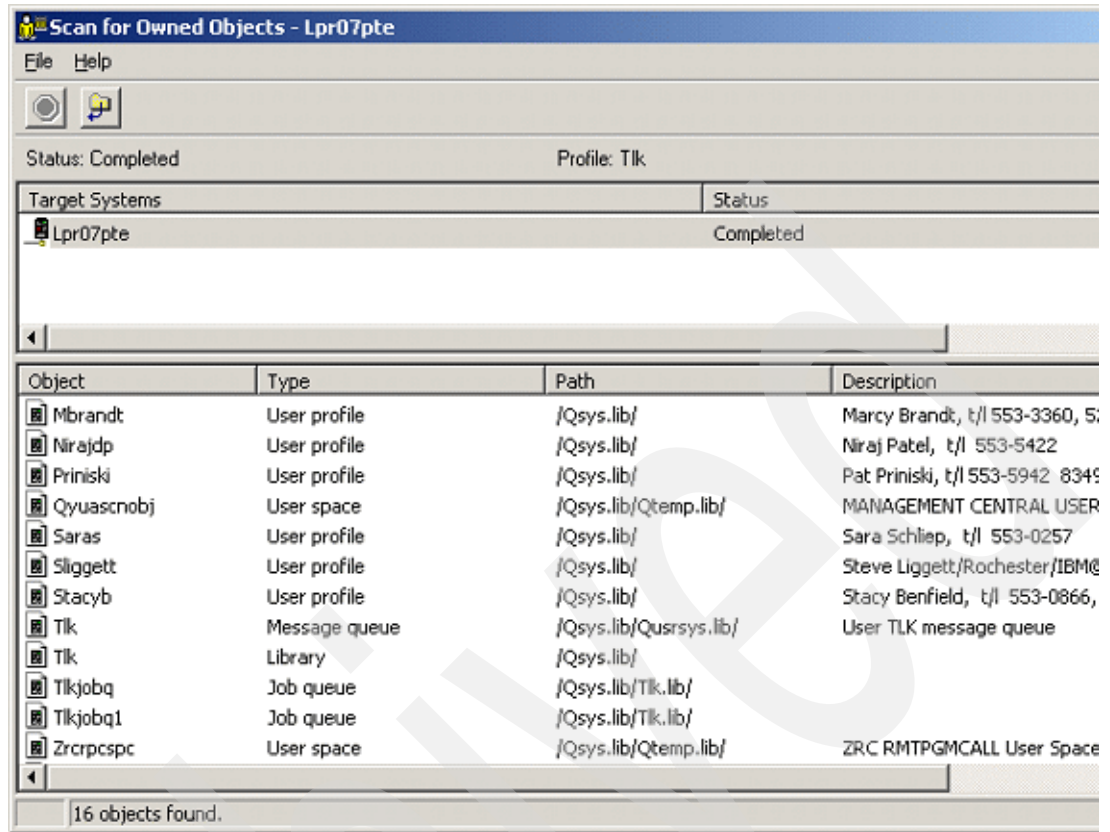 Scan for Owned Objects - Lpr07pte
File Help
Status: Completed Profile: Tlk
Target Systems Status
Lpr07pte Completed
Object Type Path Description
Mbrandt User profile /Qsys.lib/ Marcy Brandt, t/l 553-3360, 52
Nirajdp User profile /Qsys.lib/ Niraj Patel, t/l 553-5422
Priniski User profile /Qsys.lib/ Pat Priniski, t/l 553-5942 8349
Qyuascnobj User space /Qsys.lib/Qtemp.lib/ MANAGEMENT CENTRAL USER
Saras User profile /Qsys.lib/ Sara Schliep, t/l 553-0257
Sliggett User profile /Qsys.lib/ Steve Liggett/Rochester/IBM@
Stacyb User profile /Qsys.lib/ Stacy Benfield, t/l 553-0866,
Tlk Message queue /Qsys.lib/Qusrsys.lib/ User TLK message queue
Tlk Library /Qsys.lib/
Tlkjobq Job queue /Qsys.lib/Tlk.lib/
Tlkjobq1 Job queue /Qsys.lib/Tlk.lib/
Zrcrpcspc User space /Qsys.lib/Qtemp.lib/ ZRC RMTPGMCALL User Space
16 objects found.